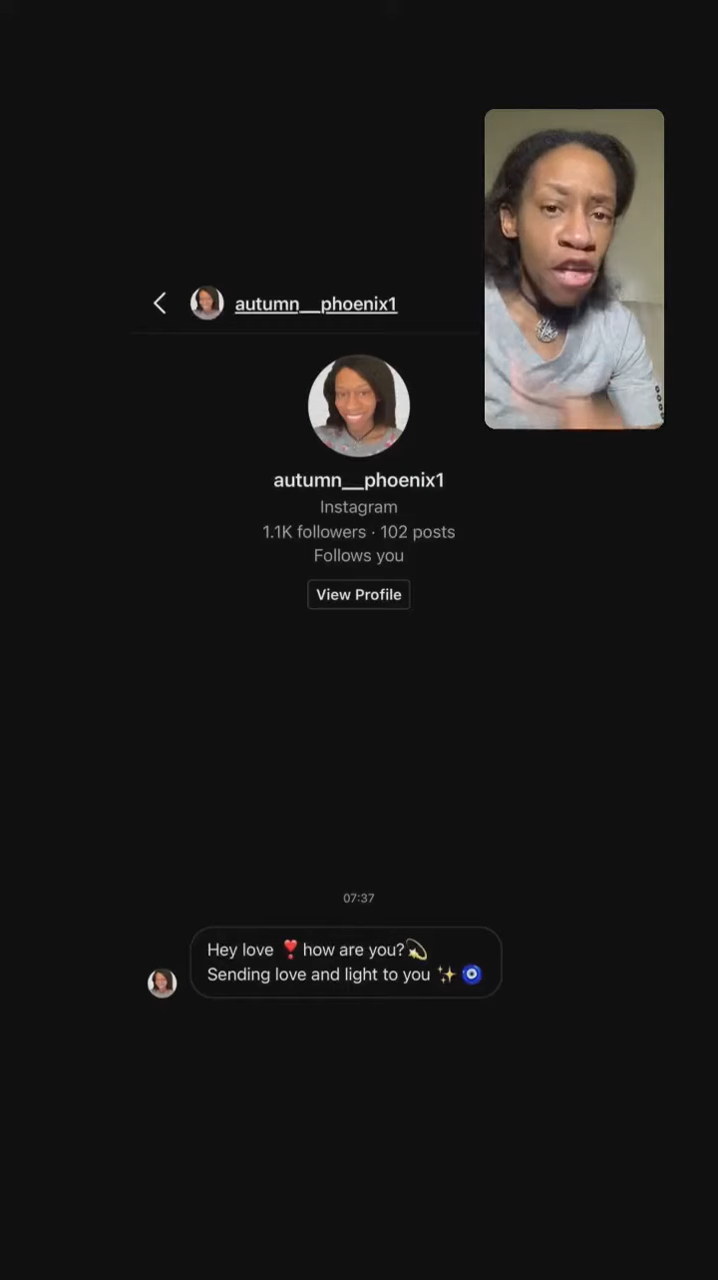 autumn__phoenix1
autumn__phoenix1
Instagram
1.1K followers · 102 posts
Follows you
View Profile
07:37
Hey love ❣️ how are you?💫
Sending love and light to you ✨ 🧿